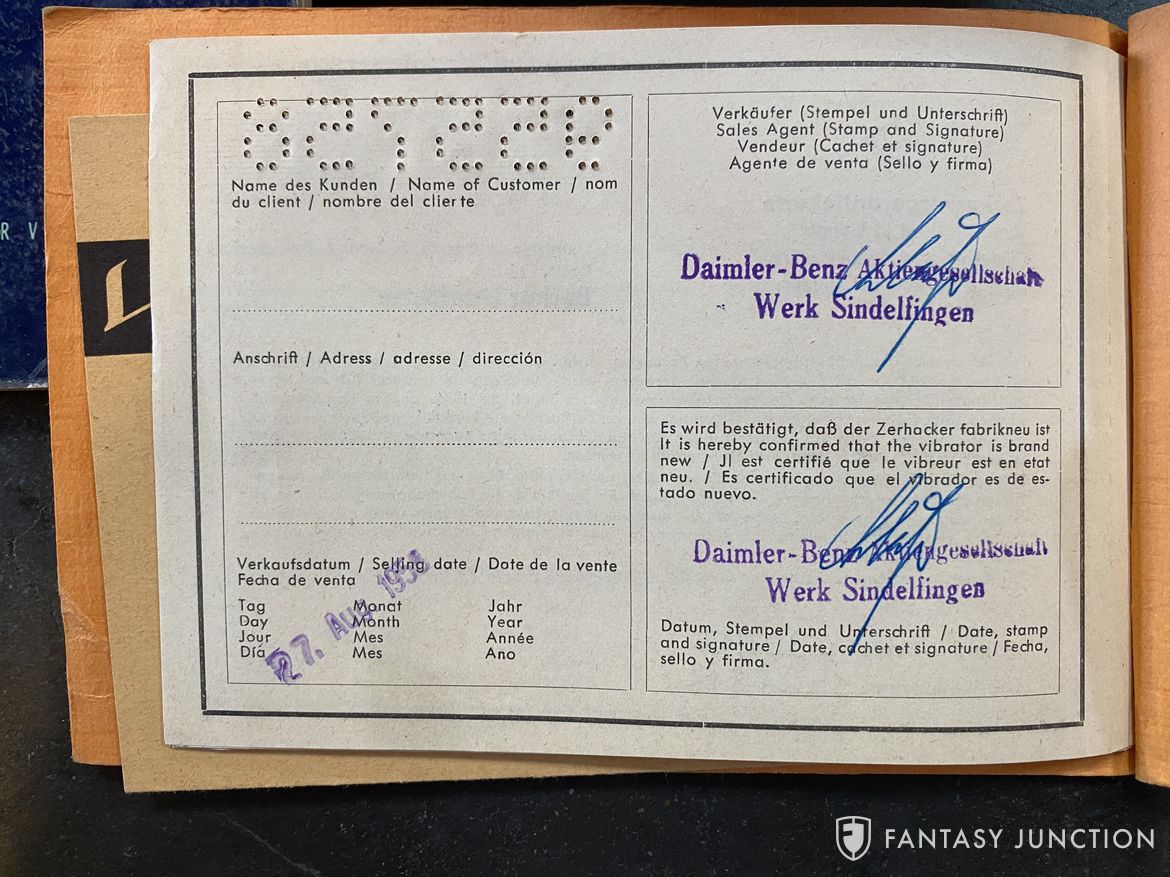 R V
Name des Kunden / Name of Customer / nom
du client / nombre del clierte
Anschrift / Adress / adresse / dirección
Verkaufsdatum / Selling date / Date de la vente
Fecha de venta
Tag Monat Jahr
Day Month Year
Jour Mes Année
Día Mes Ano
27. Aug
Verkäufer (Stempel und Unterschrift)
Sales Agent (Stamp and Signature)
Vendeur (Cachet et signature)
Agente de venta (Sello y firma)
Daimler-Benz Aktiengesellschaft
Werk Sindelfingen
Es wird bestätigt, daß der Zerhacker fabrikneu ist
It is hereby confirmed that the vibrator is brand
new / JI est certifié que le vibreur est en etat
neu. / Es certificado que el vibrador es de es-
tado nuevo.
Daimler-Benz Aktiengesellschaft
Werk Sindelfingen
Datum, Stempel und Unterschrift / Date, stamp
and signature / Date, cachet et signature / Fecha,
sello y firma.
FANTASY JUNCTION